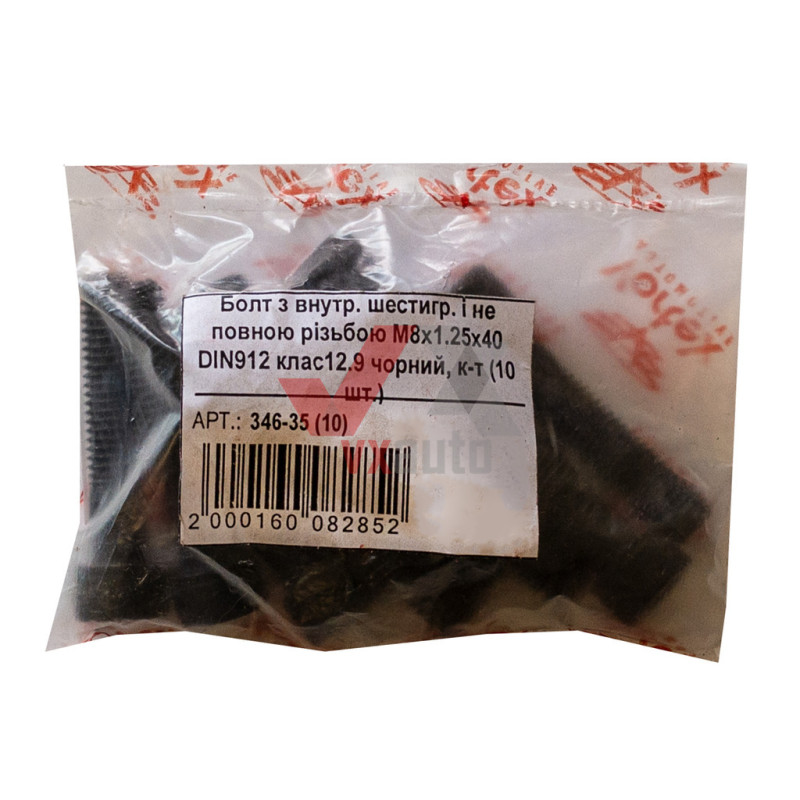 Болт з внутр. шестигр. і не
повною різьбою М8х1.25х40
DIN912 клас12.9 чорний, к-т (10
шт.)
АРТ.: 346-35 (10)
vxauto
2 000160 082852